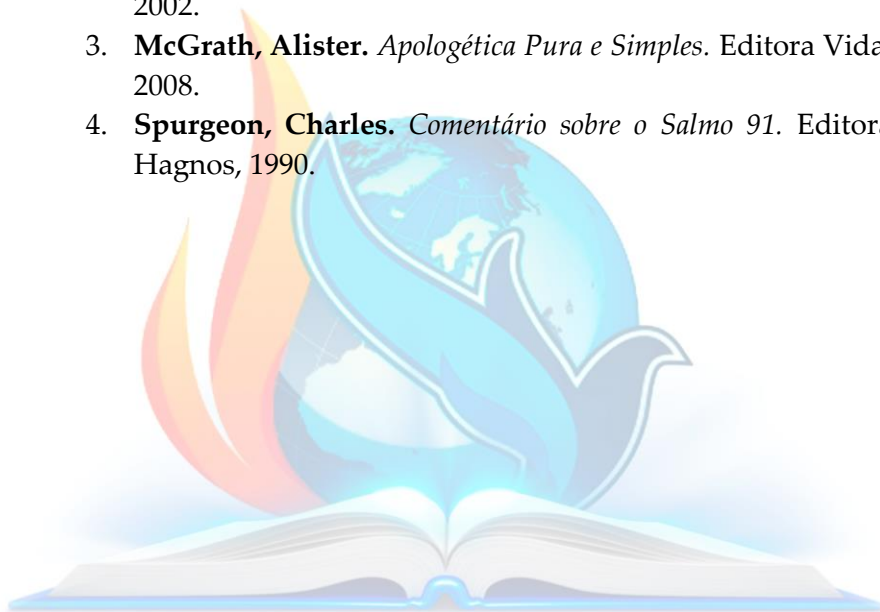 2002.
3. McGrath, Alister. Apologética Pura e Simples. Editora Vida
2008.
4. Spurgeon, Charles. Comentário sobre o Salmo 91. Editora
Hagnos, 1990.